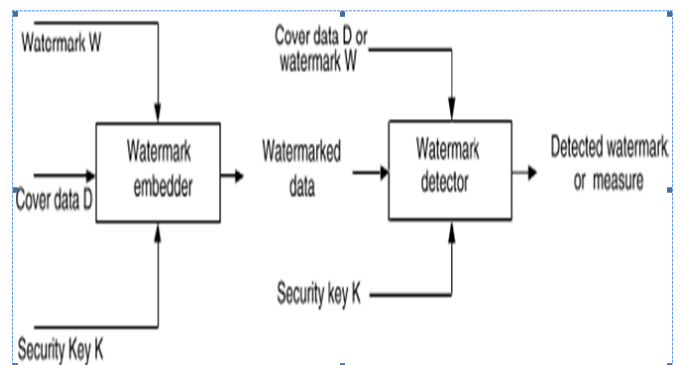 Watermark W
Cover data D or
watermark W
Watermark
embedder
Watermarked
data
Watermark
detector
Detected watermark
or measure
Cover data D
Security key K
Security Key K